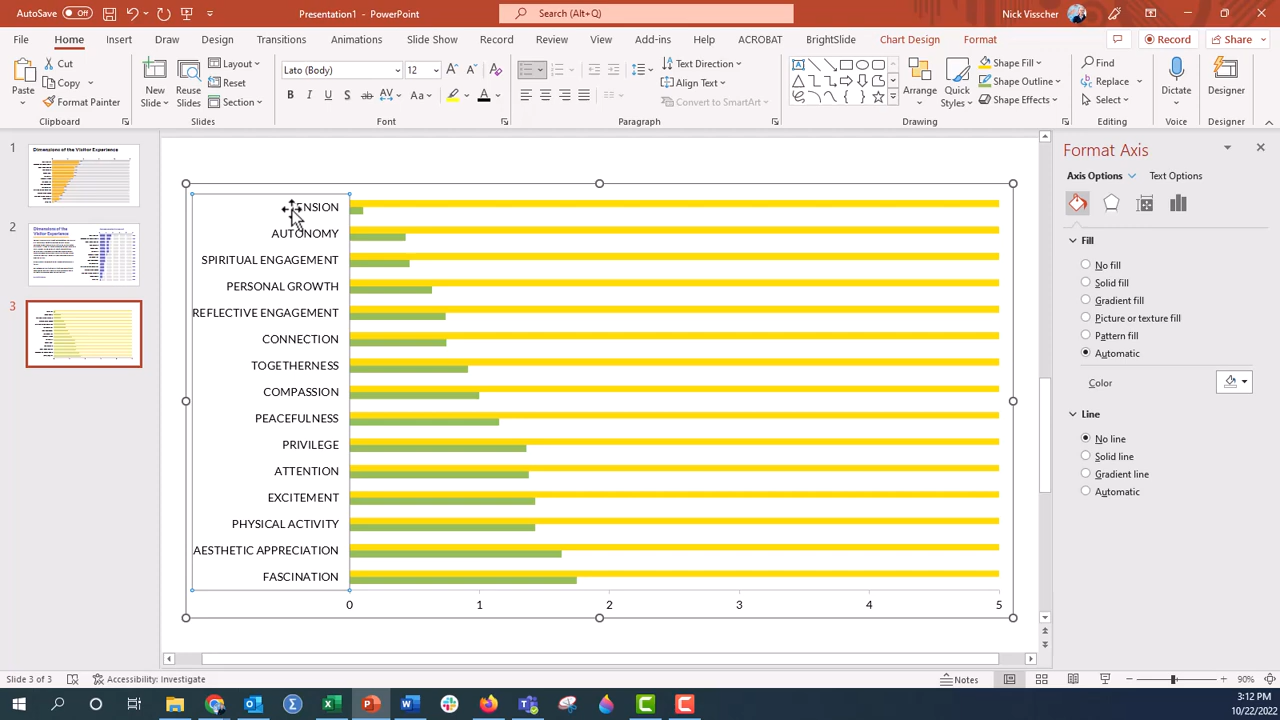 AutoSave Off Presentation1 - PowerPoint Search (Alt+Q) Nick Visscher
File Home Insert Draw Design Transitions Animations Slide Show Record Review View Add-ins Help ACROBAT BrightSlide Chart Design Format Record Share
Paste Cut Copy Format Painter
Clipboard
New Slide Reuse Slides Layout Reset Section
Slides
Lato (Body) 12
Font
Text Direction
Align Text
Convert to SmartArt
Paragraph
Arrange Quick Styles Shape Fill Shape Outline Shape Effects
Drawing
Find
Replace
Select
Editing
Dictate
Voice
Designer
Designer
1
Dimensions of the Visitor Experience
2
Dimensions of the
Visitor Experience
3
ENSION
AUTONOMY
SPIRITUAL ENGAGEMENT
PERSONAL GROWTH
REFLECTIVE ENGAGEMENT
CONNECTION
TOGETHERNESS
COMPASSION
PEACEFULNESS
PRIVILEGE
ATTENTION
EXCITEMENT
PHYSICAL ACTIVITY
AESTHETIC APPRECIATION
FASCINATION
0 1 2 3 4 5
Format Axis
Axis Options Text Options
Fill
No fill
Solid fill
Gradient fill
Picture or texture fill
Pattern fill
Automatic
Color
Line
No line
Solid line
Gradient line
Automatic
Slide 3 of 3 Accessibility: Investigate Notes 90%
3:12 PM
10/22/2022